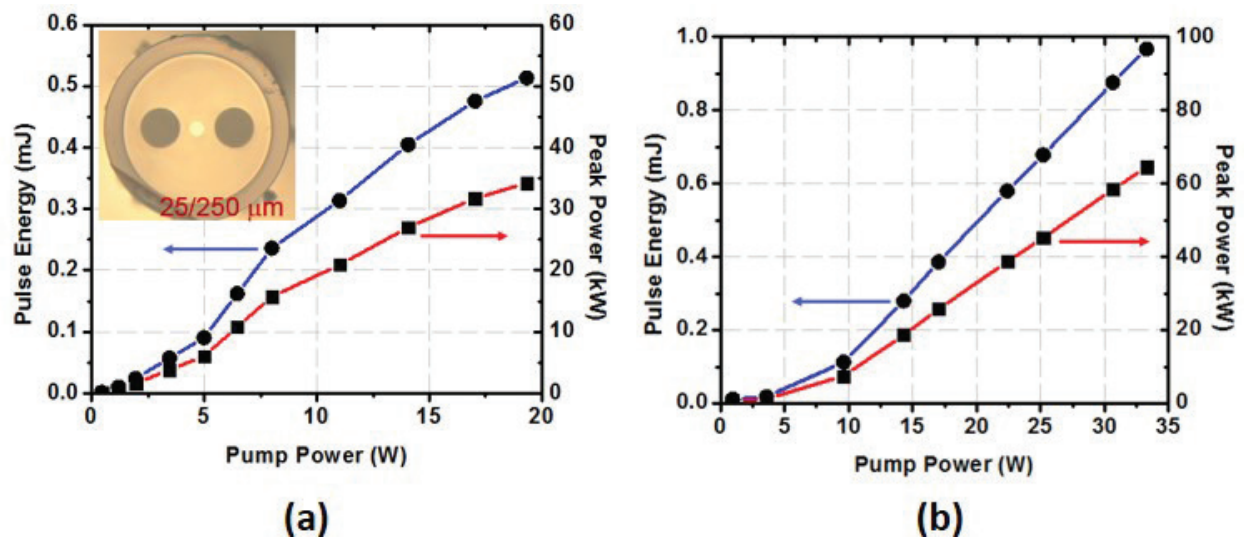 0.6
0.5
0.4
0.3
0.2
0.1
0.0
Pulse Energy (mJ)
25/250 μm
60
50
40
30
20
10
0
Peak Power (kW)
0 5 10 15 20
Pump Power (W)
(a)
1.0
0.8
0.6
0.4
0.2
0.0
Pulse Energy (mJ)
100
80
60
40
20
0
Peak Power (kW)
0 5 10 15 20 25 30 35
Pump Power (W)
(b)